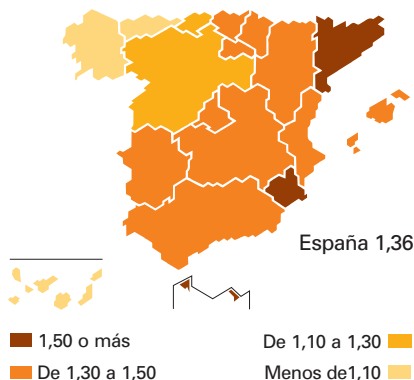 España 1,36
1,50 o más
De 1,10 a 1,30
De 1,30 a 1,50
Menos de1,10